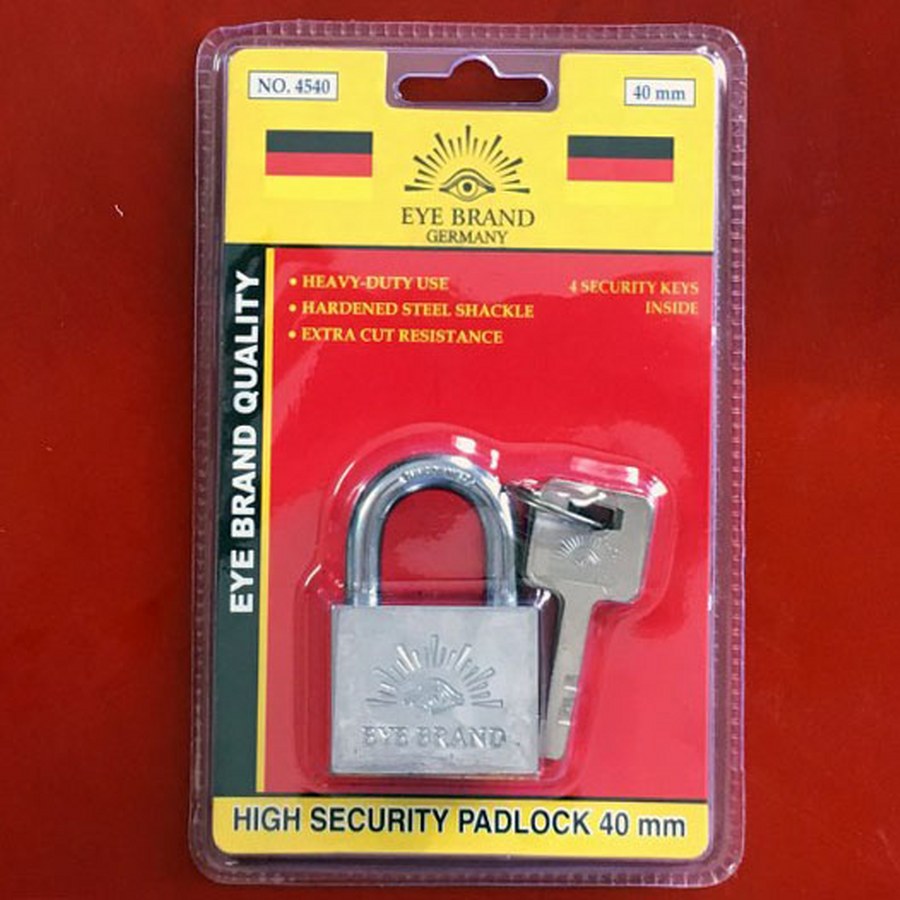 NO. 4540
40 mm
EYE BRAND
GERMANY
• HEAVY-DUTY USE
• HARDENED STEEL SHACKLE
• EXTRA CUT RESISTANCE
4 SECURITY KEYS
INSIDE
EYE BRAND QUALITY
EYE BRAND
HIGH SECURITY PADLOCK 40 mm